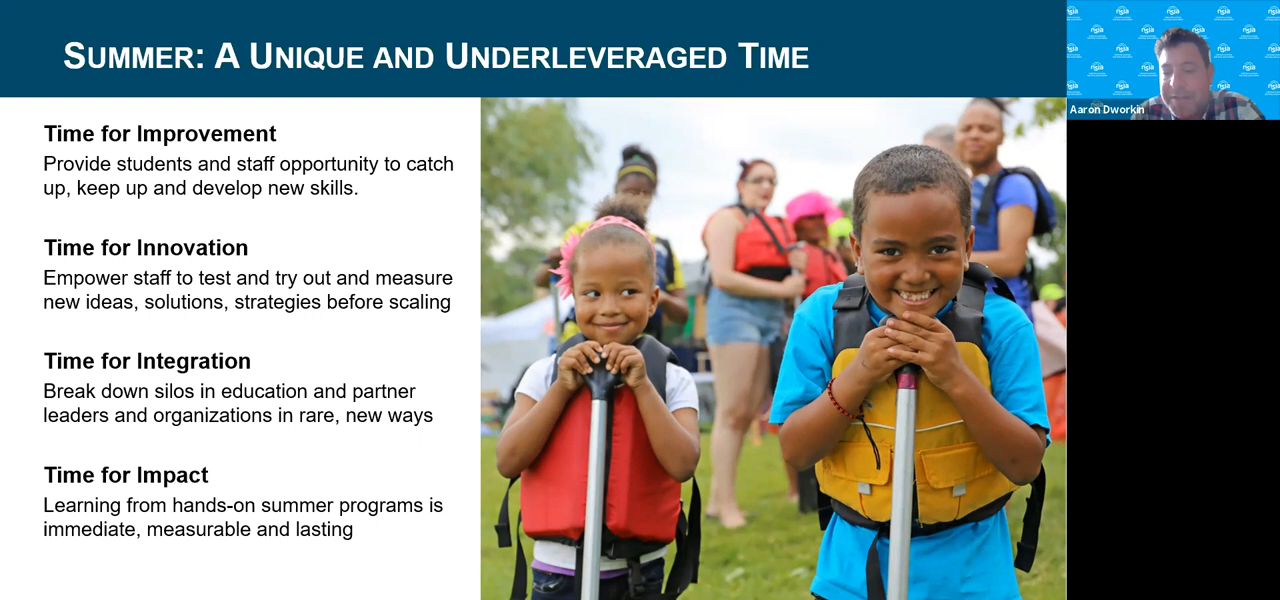 SUMMER: A UNIQUE AND UNDERLEVERAGED TIME
Time for Improvement
Provide students and staff opportunity to catch
up, keep up and develop new skills.
Time for Innovation
Empower staff to test and try out and measure
new ideas, solutions, strategies before scaling
Time for Integration
Break down silos in education and partner
leaders and organizations in rare, new ways
Time for Impact
Learning from hands-on summer programs is
immediate, measurable and lasting
nsla
Aaron Dworkin